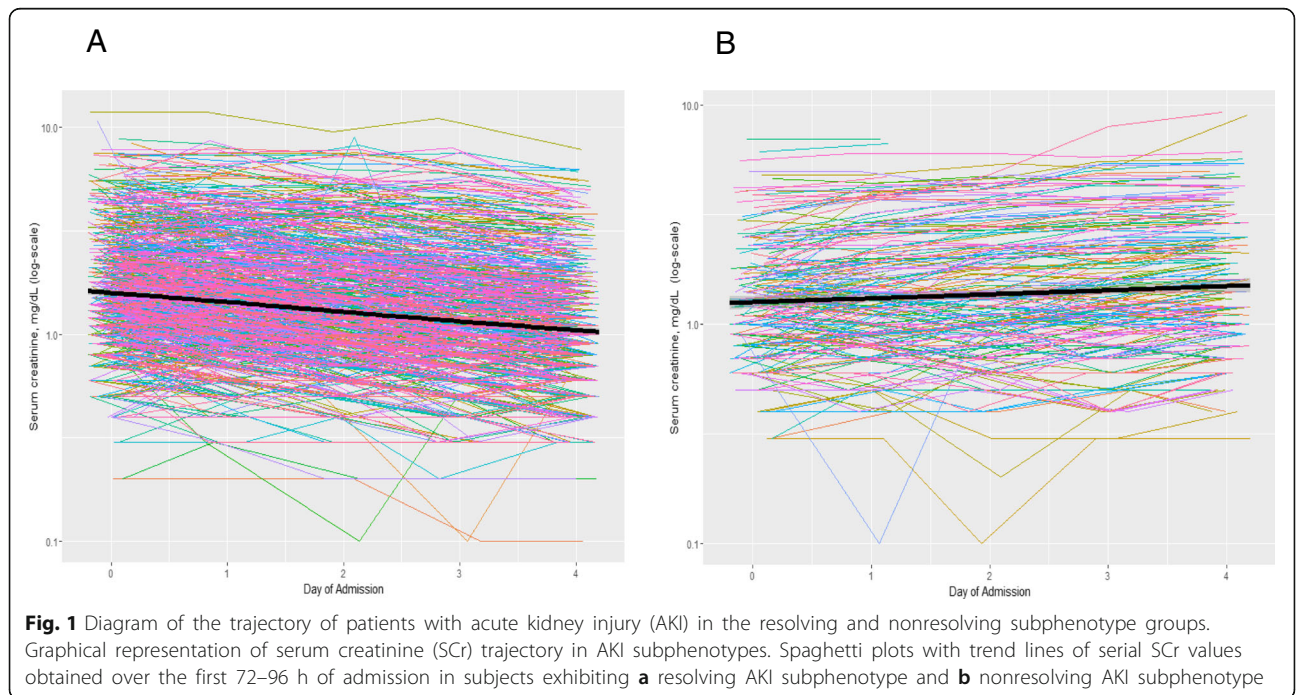 A
B
10.0
1.0
0.1
Serum creatinine, mg/dL (log-scale)
0
1
2
3
4
Day of Admission
10.0
1.0
0.1
Serum creatinine, mg/dL (log-scale)
0
1
2
3
4
Day of Admission
Fig. 1 Diagram of the trajectory of patients with acute kidney injury (AKI) in the resolving and nonresolving subphenotype groups.
Graphical representation of serum creatinine (SCr) trajectory in AKI subphenotypes. Spaghetti plots with trend lines of serial SCr values
obtained over the first 72–96 h of admission in subjects exhibiting a resolving AKI subphenotype and b nonresolving AKI subphenotype